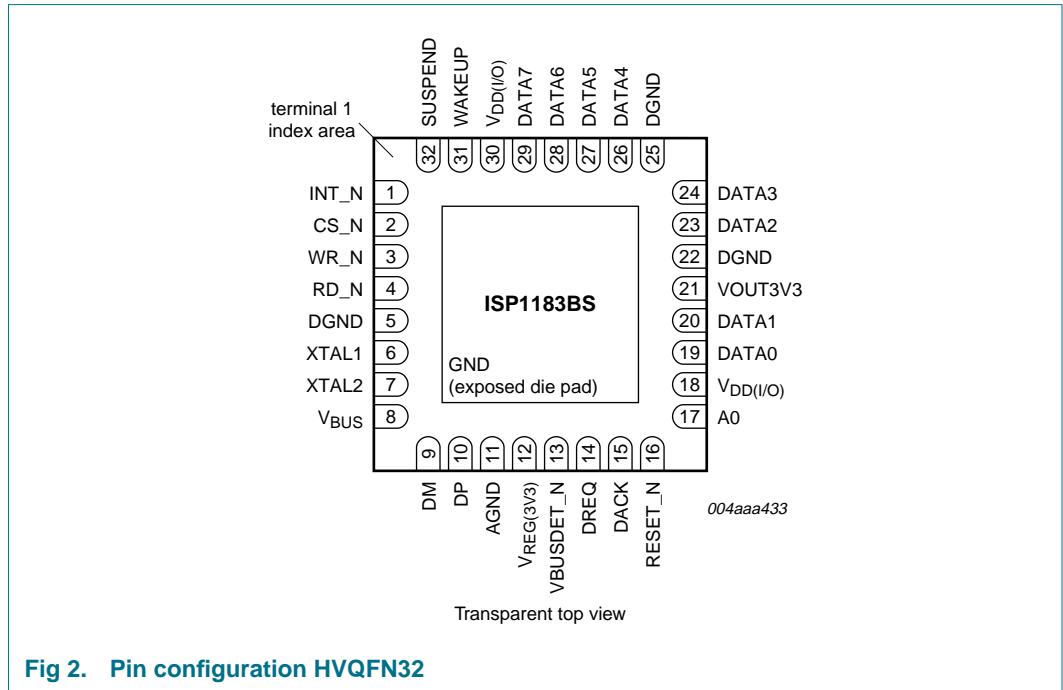 SUSPEND
WAKEUP
VDD(I/O)
DATA7
DATA6
DATA5
DATA4
DGND
terminal 1
index area
32
31
30
29
28
27
26
25
INT_N 1
CS_N 2
WR_N 3
RD_N 4
DGND 5
XTAL1 6
XTAL2 7
VBUS 8
ISP1183BS
GND
(exposed die pad)
24 DATA3
23 DATA2
22 DGND
21 VOUT3V3
20 DATA1
19 DATA0
18 VDD(I/O)
17 A0
9
10
11
12
13
14
15
16
DM
DP
AGND
VREG(3V3)
VBUSDET_N
DREQ
DACK
RESET_N
004aaa433
Transparent top view
Fig 2. Pin configuration HVQFN32